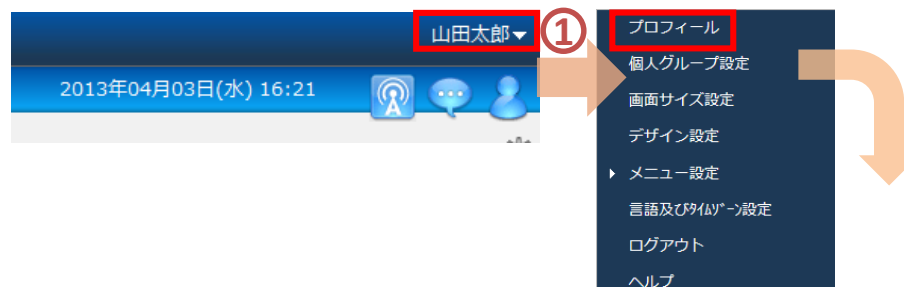 山田太郎▼
①
2013年04月03日(水) 16:21
プロフィール
個人グループ設定
画面サイズ設定
デザイン設定
メニュー設定
言語及びﾀｲﾑｿﾞｰﾝ設定
ログアウト
ヘルプ